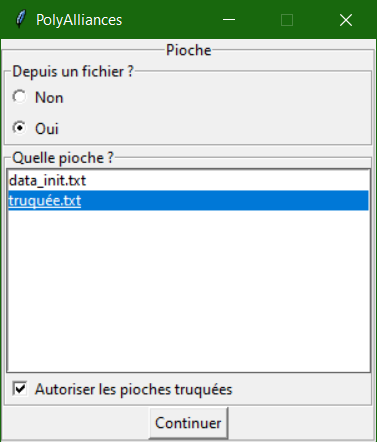 PolyAlliances
Pioche
Depuis un fichier ?
Non
Oui
Quelle pioche ?
data_init.txt
truquée.txt
Autoriser les pioches truquées
Continuer